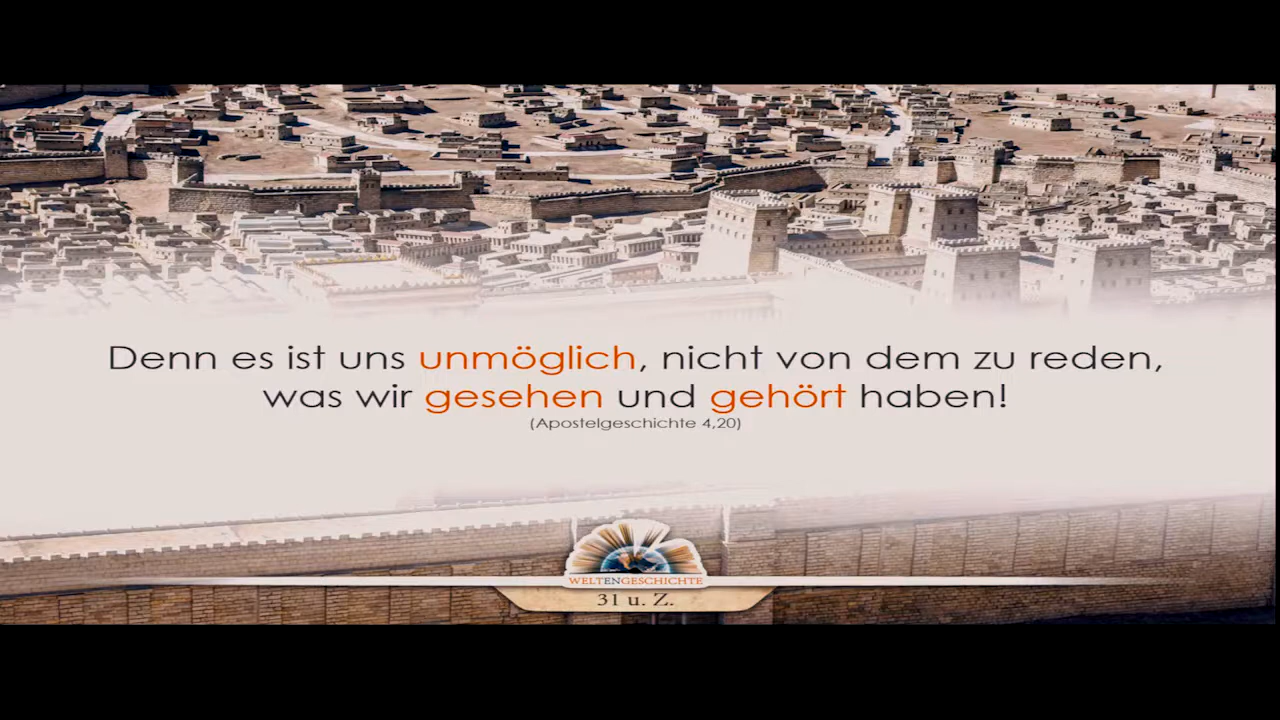 Denn es ist uns unmöglich, nicht von dem zu reden,
was wir gesehen und gehört haben!
(Apostelgeschichte 4,20)
WELTENGESCHICHTE
31 u. Z.